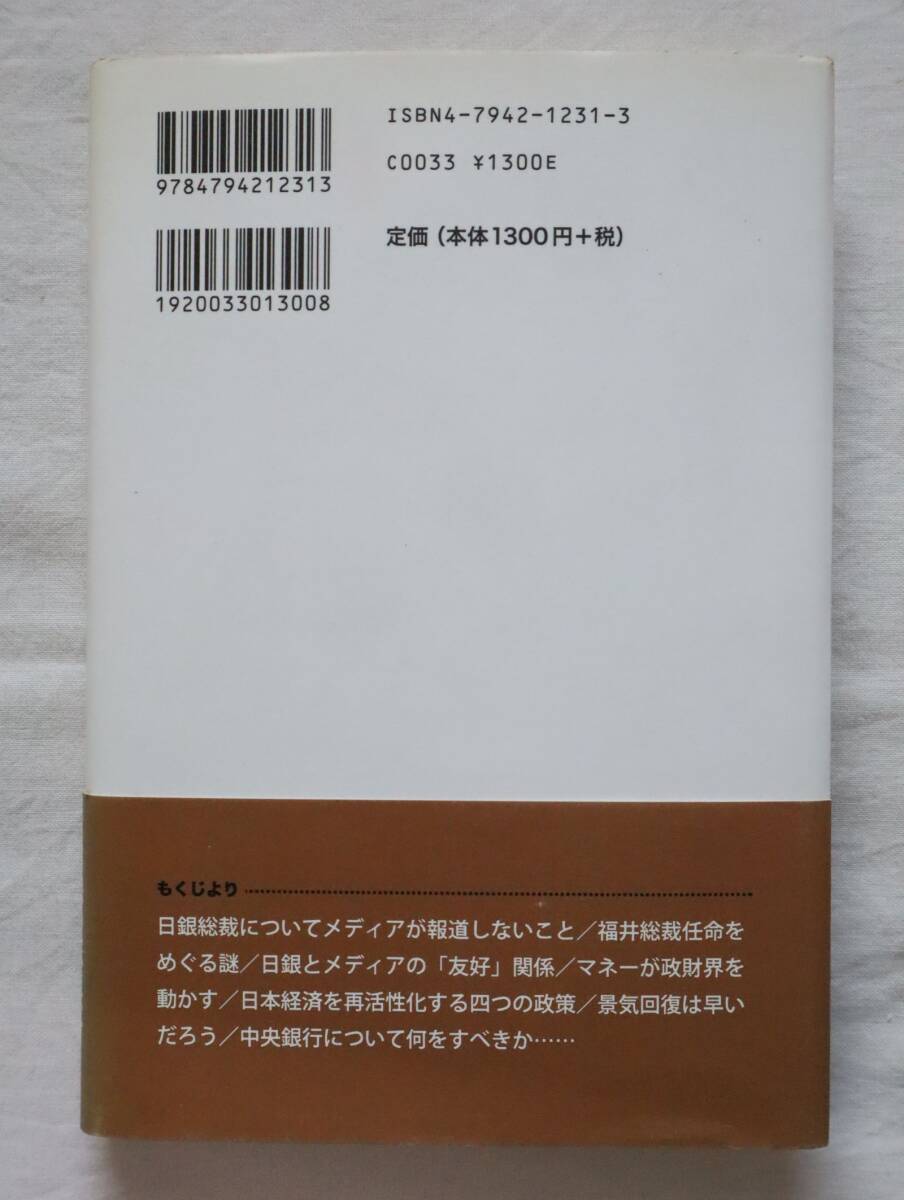 ISBN4-7942-1231-3
9784794212313
C0033 ¥1300E
定価（本体1300円＋税）
1920033013008
もくじより
日銀総裁についてメディアが報道しないこと／福井総裁任命を
めぐる謎／日銀とメディアの「友好」関係／マネーが政財界を
動かす／日本経済を再活性化する四つの政策／景気回復は早い
だろう／中央銀行について何をすべきか……